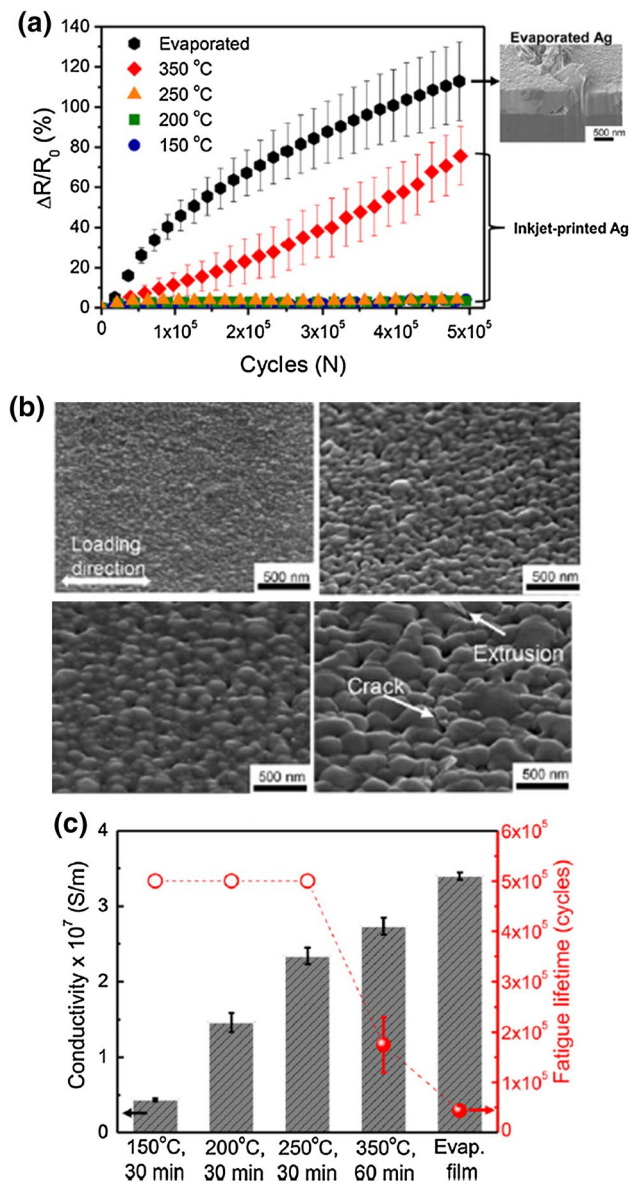 (a)
140
120
100
80
60
40
20
0
ΔR/R₀ (%)
Evaporated
350 °C
250 °C
200 °C
150 °C
0
1x10⁵
2x10⁵
3x10⁵
4x10⁵
5x10⁵
Cycles (N)
Evaporated Ag
500 nm
Inkjet-printed Ag
(b)
Loading
direction
500 nm
500 nm
500 nm
Extrusion
Crack
500 nm
(c)
4
3
2
1
0
Conductivity x 10⁷ (S/m)
6x10⁵
5x10⁵
4x10⁵
3x10⁵
2x10⁵
1x10⁵
0
Fatigue lifetime (cycles)
150°C,
30 min
200°C,
30 min
250°C,
30 min
350°C,
60 min
Evap.
film